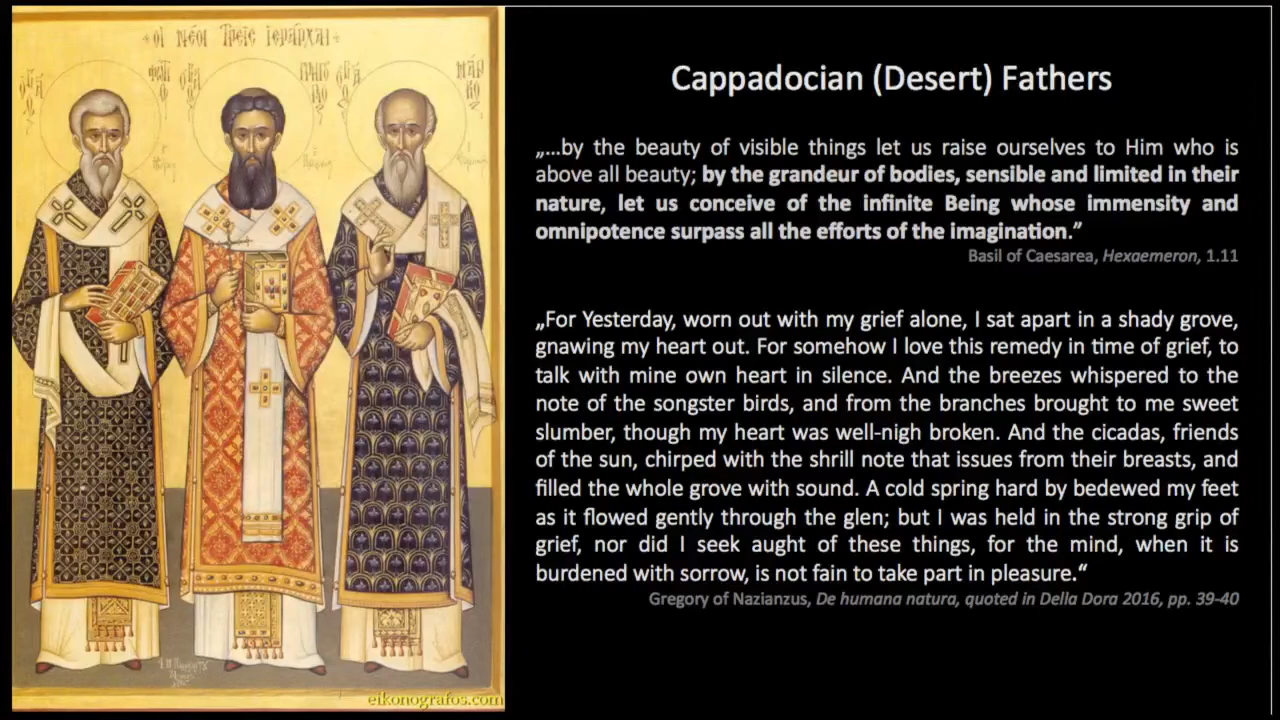 οἱ Νέοι Τρεῖς Ἱεράρχαι
Cappadocian (Desert) Fathers
„...by the beauty of visible things let us raise ourselves to Him who is
above all beauty; by the grandeur of bodies, sensible and limited in their
nature, let us conceive of the infinite Being whose immensity and
omnipotence surpass all the efforts of the imagination.”
Basil of Caesarea, Hexaemeron, 1.11
„For Yesterday, worn out with my grief alone, I sat apart in a shady grove,
gnawing my heart out. For somehow I love this remedy in time of grief, to
talk with mine own heart in silence. And the breezes whispered to the
note of the songster birds, and from the branches brought to me sweet
slumber, though my heart was well-nigh broken. And the cicadas, friends
of the sun, chirped with the shrill note that issues from their breasts, and
filled the whole grove with sound. A cold spring hard by bedewed my feet
as it flowed gently through the glen; but I was held in the strong grip of
grief, nor did I seek aught of these things, for the mind, when it is
burdened with sorrow, is not fain to take part in pleasure.“
Gregory of Nazianzus, De humana natura, quoted in Della Dora 2016, pp. 39-40
eikonografos.com